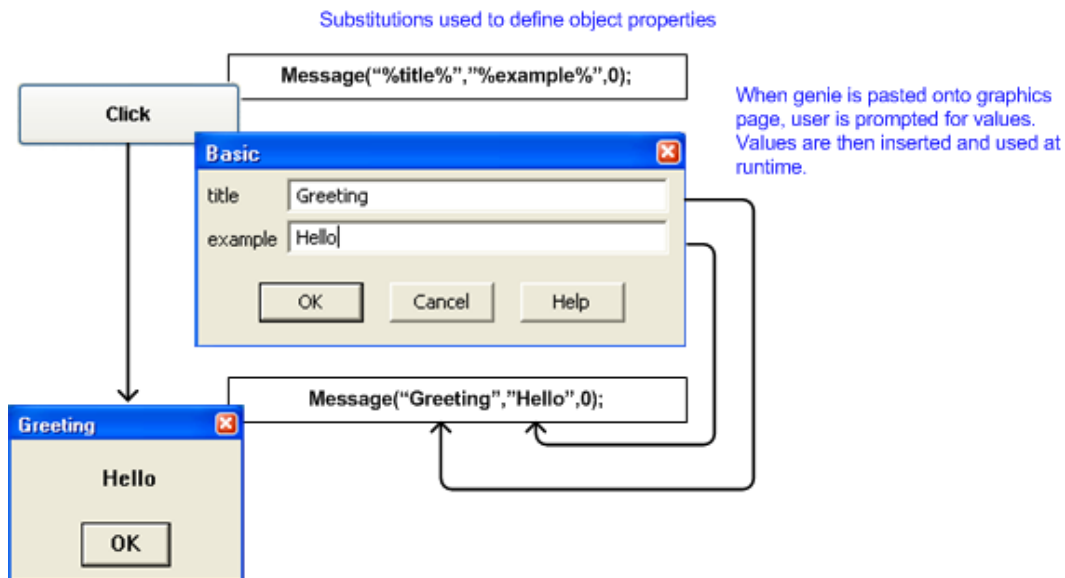 Substitutions used to define object properties
Message(“%title%”,”%example%”,0);
Click
When genie is pasted onto graphics
page, user is prompted for values.
Values are then inserted and used at
runtime.
Basic
title
Greeting
example
Hello
OK
Cancel
Help
Message(“Greeting”,”Hello”,0);
Greeting
Hello
OK